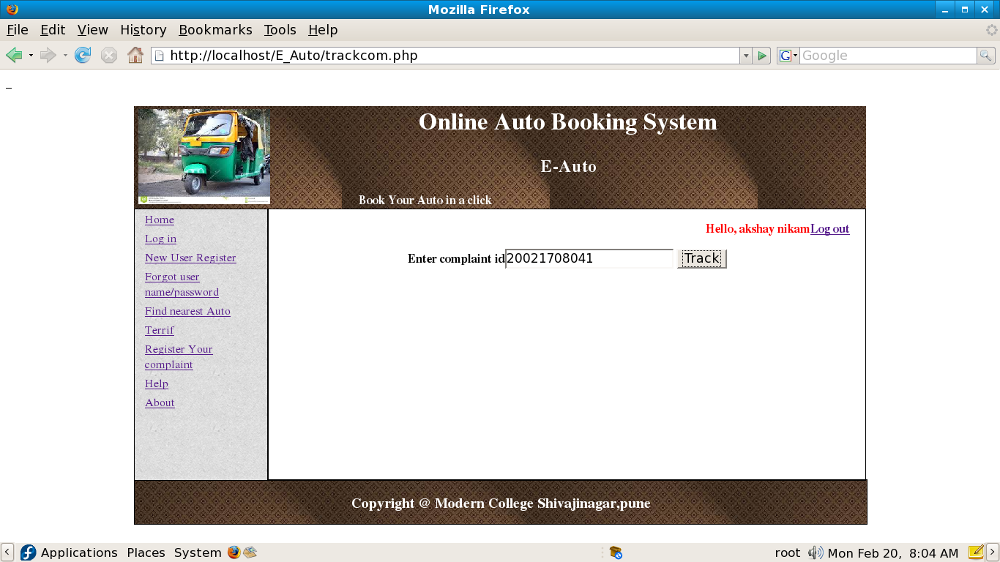 Mozilla Firefox
File Edit View History Bookmarks Tools Help
http://localhost/E_Auto/trackcom.php
G Google
Online Auto Booking System
E-Auto
Book Your Auto in a click
Home
Log in
New User Register
Forgot user
name/password
Find nearest Auto
Terrif
Register Your
complaint
Help
About
Hello, akshay nikamLog out
Enter complaint id20021708041 Track
Copyright @ Modern College Shivajinagar,pune
Applications Places System root Mon Feb 20, 8:04 AM